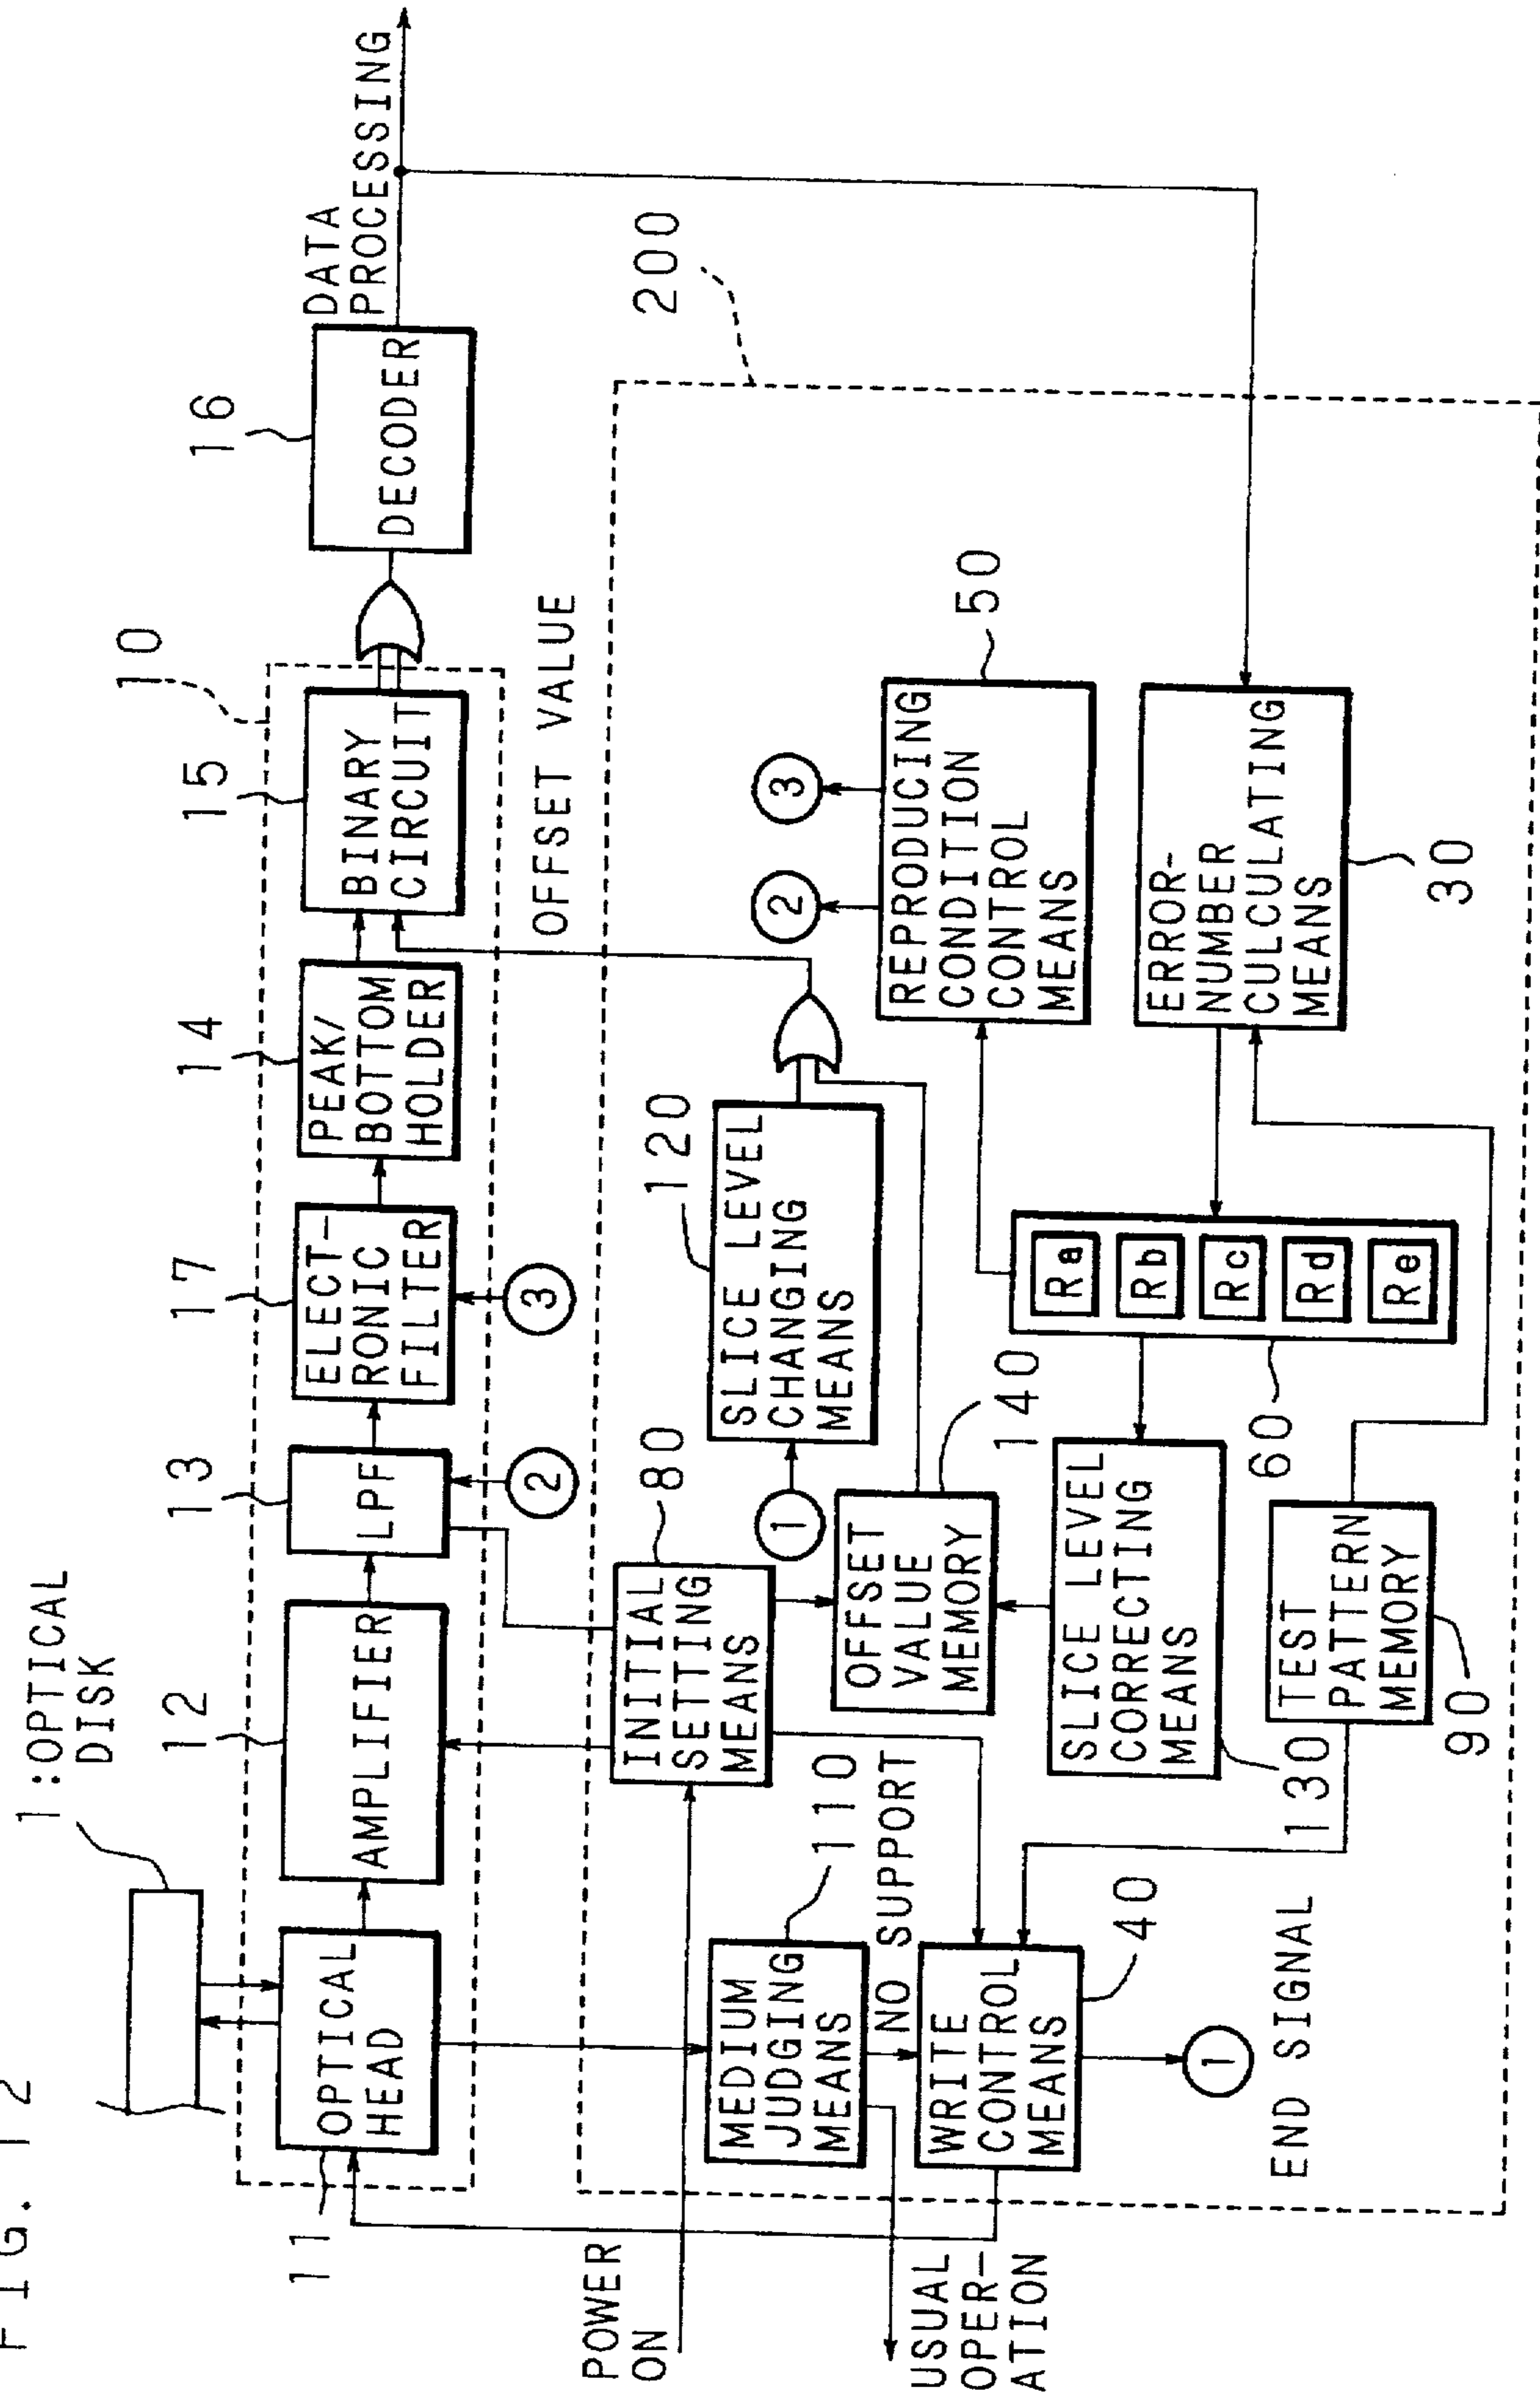 FIG. 12
1:OPTICAL
DISK
10
11
OPTICAL
HEAD
12
AMPLIFIER
13
LPF
2
17
ELECT-
RONIC
FILTER
3
14
PEAK/
BOTTOM
HOLDER
15
BINARY
CIRCUIT
16
DECODER
DATA
PROCESSING
OFFSET VALUE
200
POWER
ON
80
INITIAL
SETTING
MEANS
1
120
SLICE LEVEL
CHANGING
MEANS
2
3
110
MEDIUM
JUDGING
MEANS
NO SUPPORT
USUAL
OPER-
ATION
140
OFFSET
VALUE
MEMORY
50
REPRODUCING
CONDITION
CONTROL
MEANS
40
WRITE
CONTROL
MEANS
1
END SIGNAL
130
SLICE LEVEL
CORRECTING
MEANS
60
Ra
Rb
Rc
Rd
Re
30
ERROR-
NUMBER
CULCULATING
MEANS
90
TEST
PATTERN
MEMORY